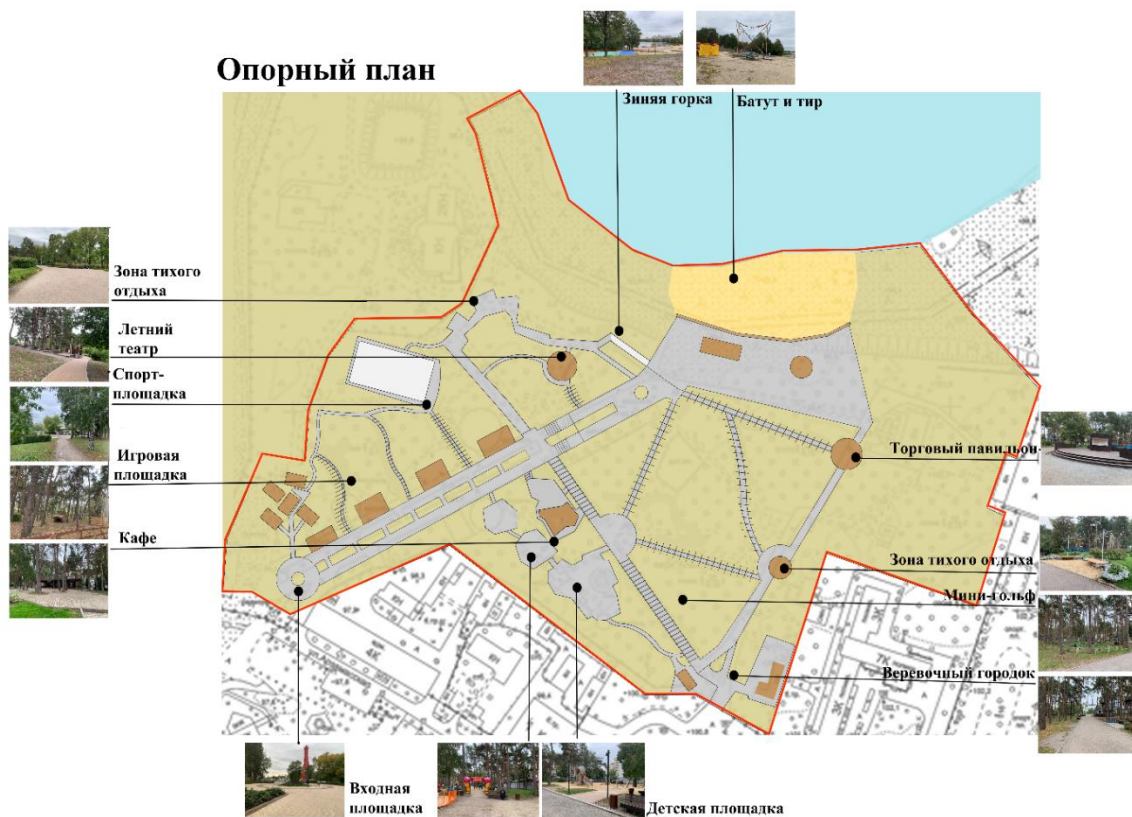 Опорный план
Зиняя горка
Батут и тир
Зона тихого
отдыха
Летний
театр
Спорт-
площадка
Игровая
площадка
Кафе
Торговый павильон
Зона тихого отдыха
Мини-гольф
Веревочный городок
Входная
площадка
Детская площадка